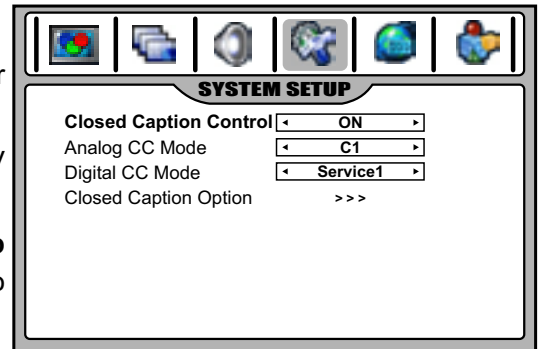 SYSTEM SETUP
Closed Caption Control ◂ ON ▸
Analog CC Mode ◂ C1 ▸
Digital CC Mode ◂ Service1 ▸
Closed Caption Option >>>